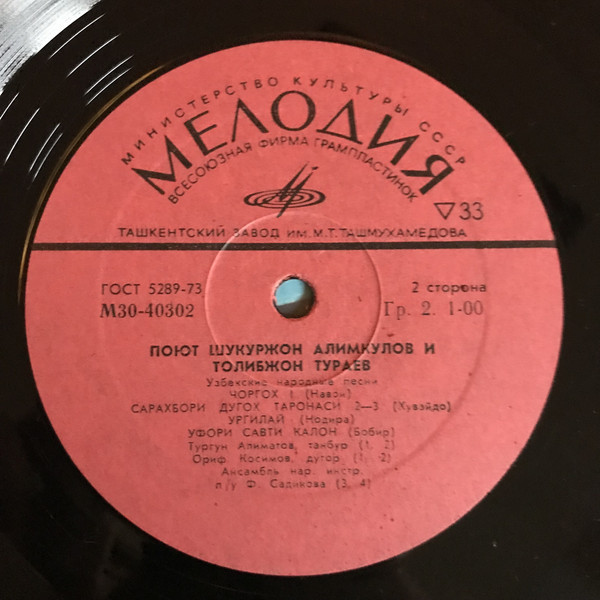 МИНИСТЕРСТВО КУЛЬТУРЫ СССР
МЕЛОДИЯ
ВСЕСОЮЗНАЯ ФИРМА ГРАМПЛАСТИНОК
▽33
ТАШКЕНТСКИЙ ЗАВОД ИМ. М. Т. ТАШМУХАМЕДОВА
ГОСТ 5289-73
2 сторона
М30-40302
Гр. 2. 1-00
ПОЮТ ШУКУРЖОН АЛИМКУЛОВ И
ТОЛИБЖОН ТУРАЕВ
Узбекские народные песни
ЧОРГОХ I (Навои)
САРАХБОРИ ДУГОХ ТАРОНАСИ 2—3 (Хувайдо)
УРГИЛАЙ (Нодира)
УФОРИ САВТИ КАЛОН (Бобир)
Тургун Алиматов, танбур (1, 2)
Ориф Косимов, дутор (1, 2)
Ансамбль нар. инстр.
п/у Ф. Садикова (3, 4)